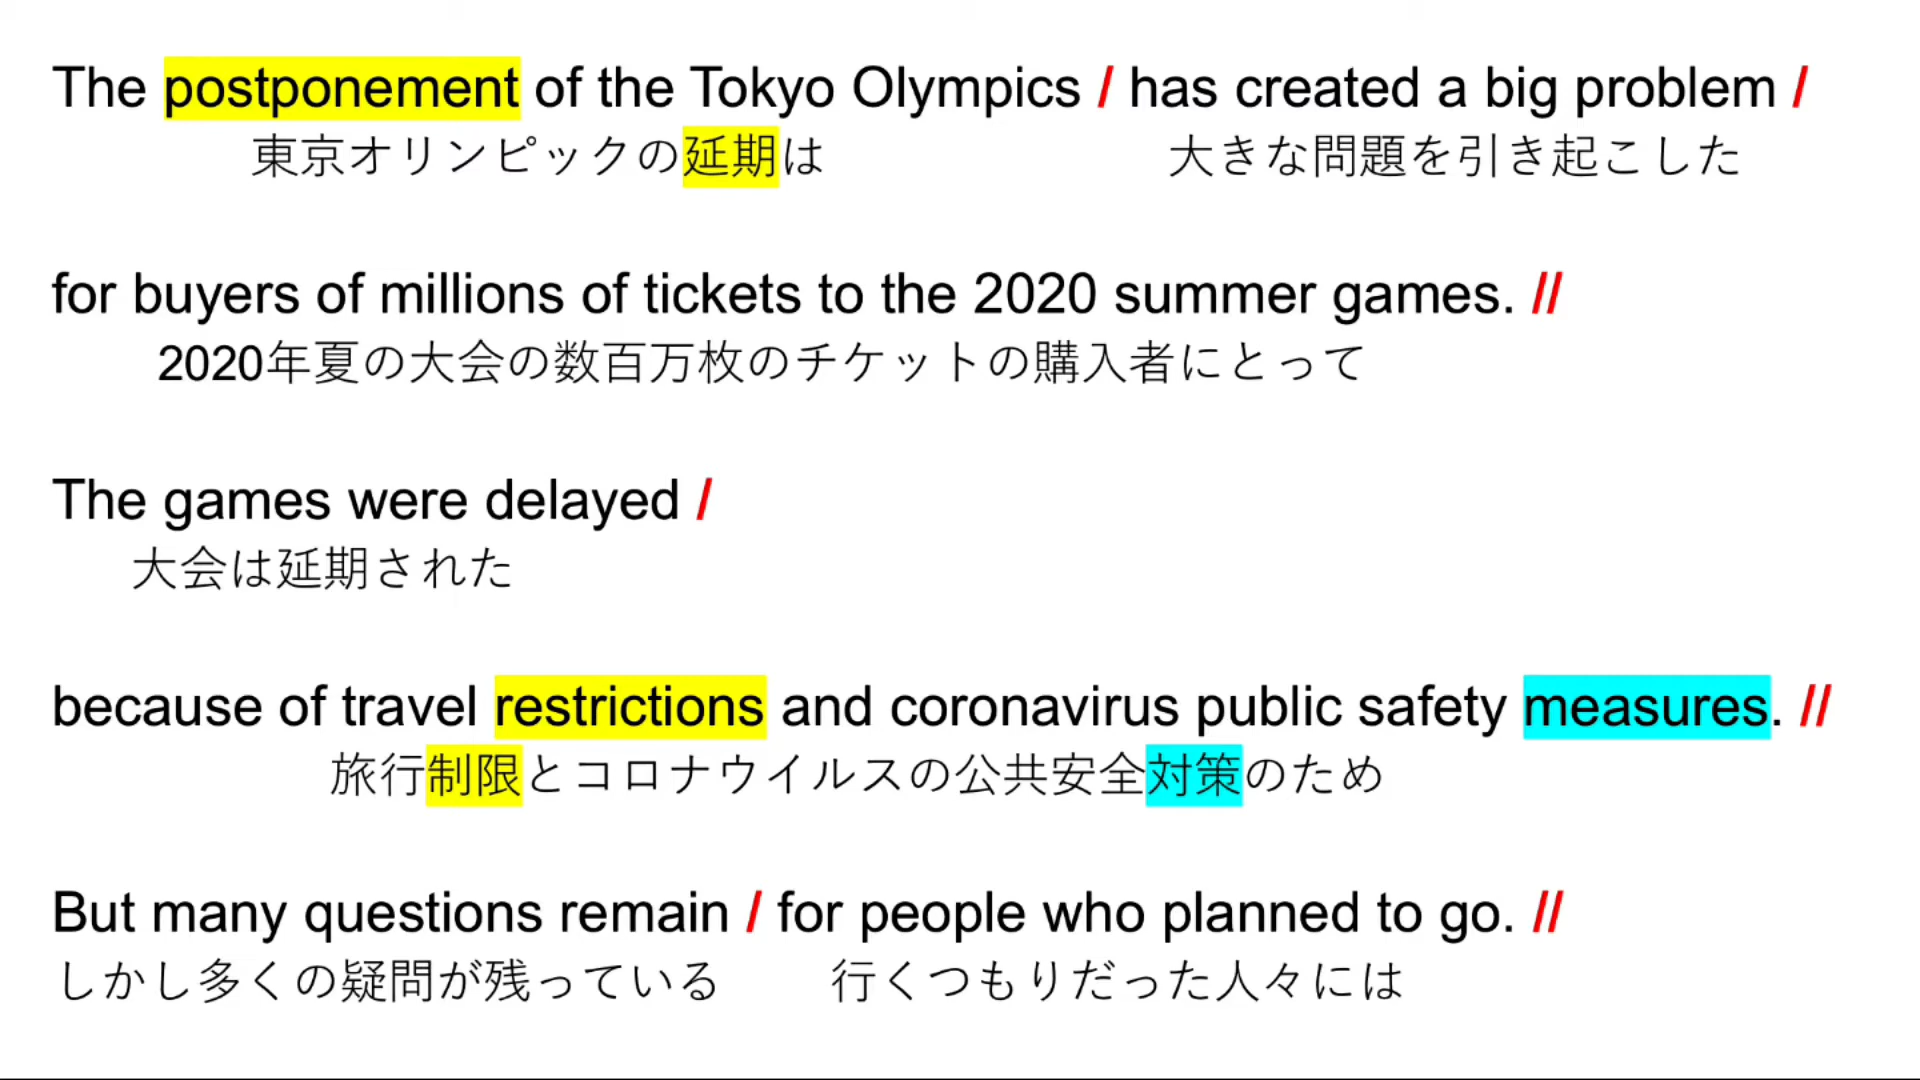 The postponement of the Tokyo Olympics / has created a big problem /
東京オリンピックの延期は 大きな問題を引き起こした
for buyers of millions of tickets to the 2020 summer games. //
2020年夏の大会の数百万枚のチケットの購入者にとって
The games were delayed /
大会は延期された
because of travel restrictions and coronavirus public safety measures. //
旅行制限とコロナウイルスの公共安全対策のため
But many questions remain / for people who planned to go. //
しかし多くの疑問が残っている 行くつもりだった人々には